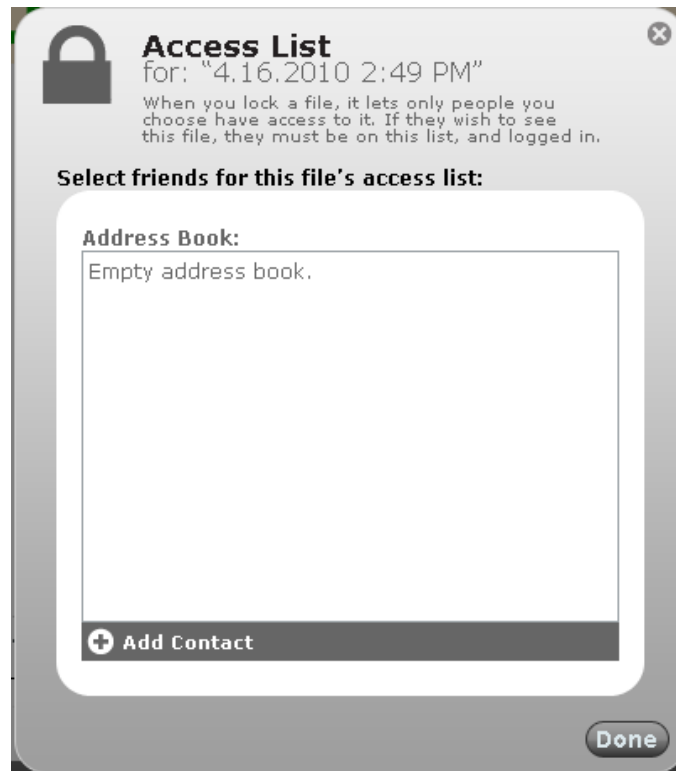 Access List
for: “4.16.2010 2:49 PM”
When you lock a file, it lets only people you
choose have access to it. If they wish to see
this file, they must be on this list, and logged in.
Select friends for this file’s access list:
Address Book:
Empty address book.
Add Contact
Done